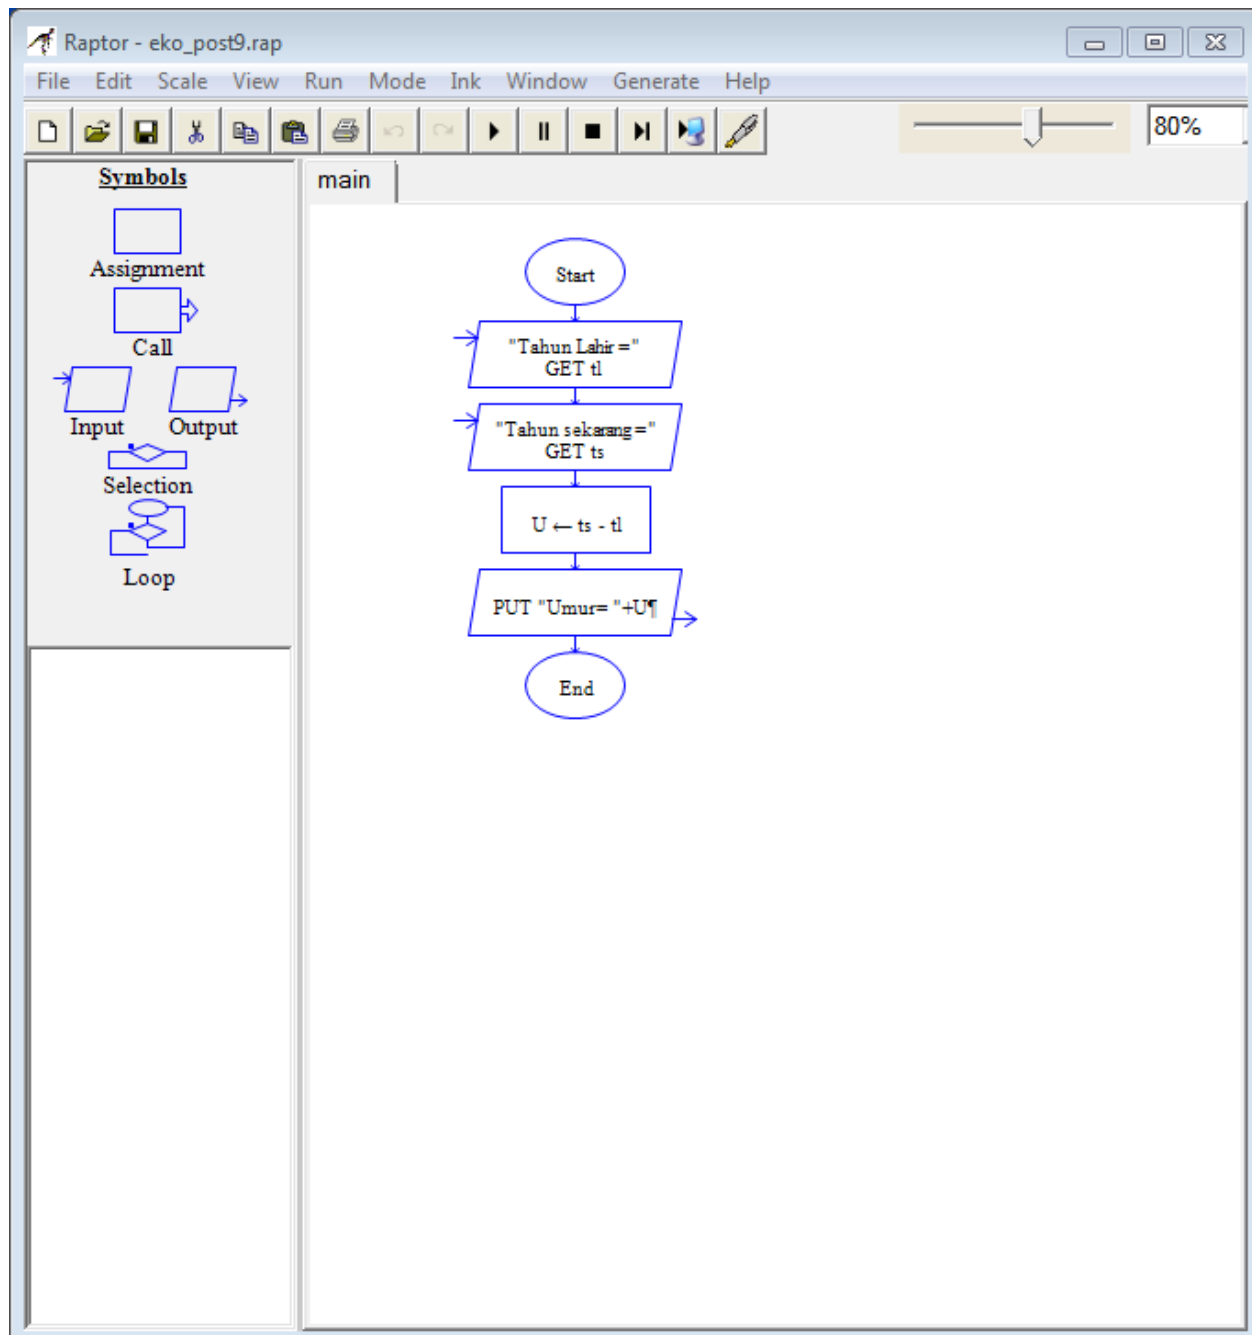 Raptor - eko_post9.rap
File Edit Scale View Run Mode Ink Window Generate Help
80%
Symbols
Assignment
Call
Input Output
Selection
Loop
main
Start
"Tahun Lahir ="
GET tl
"Tahun sekarang ="
GET ts
U ← ts - tl
PUT "Umur= "+U¶
End